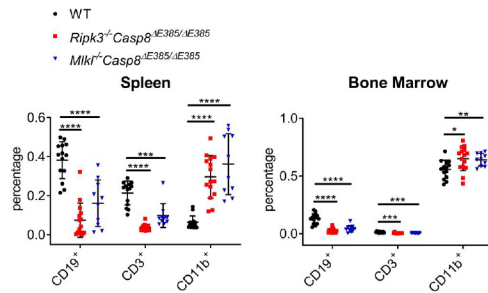 WT
Ripk3-/-Casp8ΔE385/ΔE385
Mlkl-/-Casp8ΔE385/ΔE385
Spleen
percentage
0.6
0.4
0.2
0.0
****
****
****
***
****
****
CD19+
CD3+
CD11b+
Bone Marrow
percentage
1.0
0.5
0.0
****
****
***
***
**
*
CD19+
CD3+
CD11b+